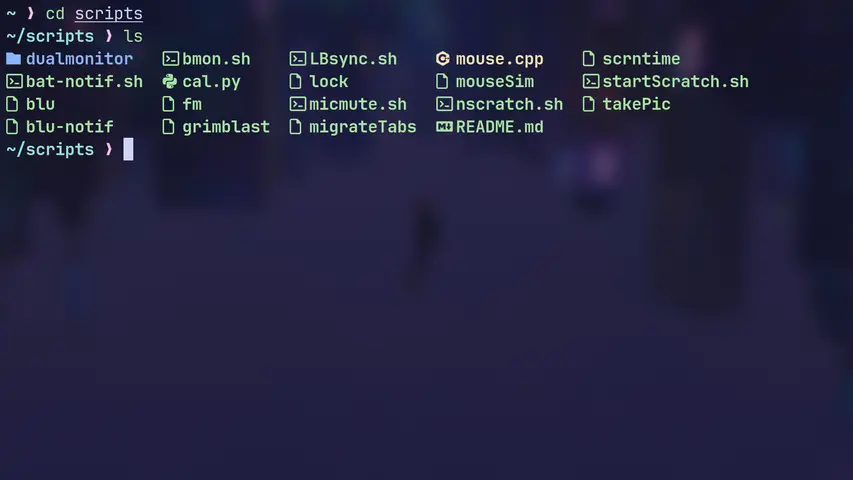 ~ ❯ cd scripts
~/scripts ❯ ls
dualmonitor bmon.sh LBsync.sh mouse.cpp scrntime
bat-notif.sh cal.py lock mouseSim startScratch.sh
blu fm micmute.sh nscratch.sh takePic
blu-notif grimblast migrateTabs README.md
~/scripts ❯